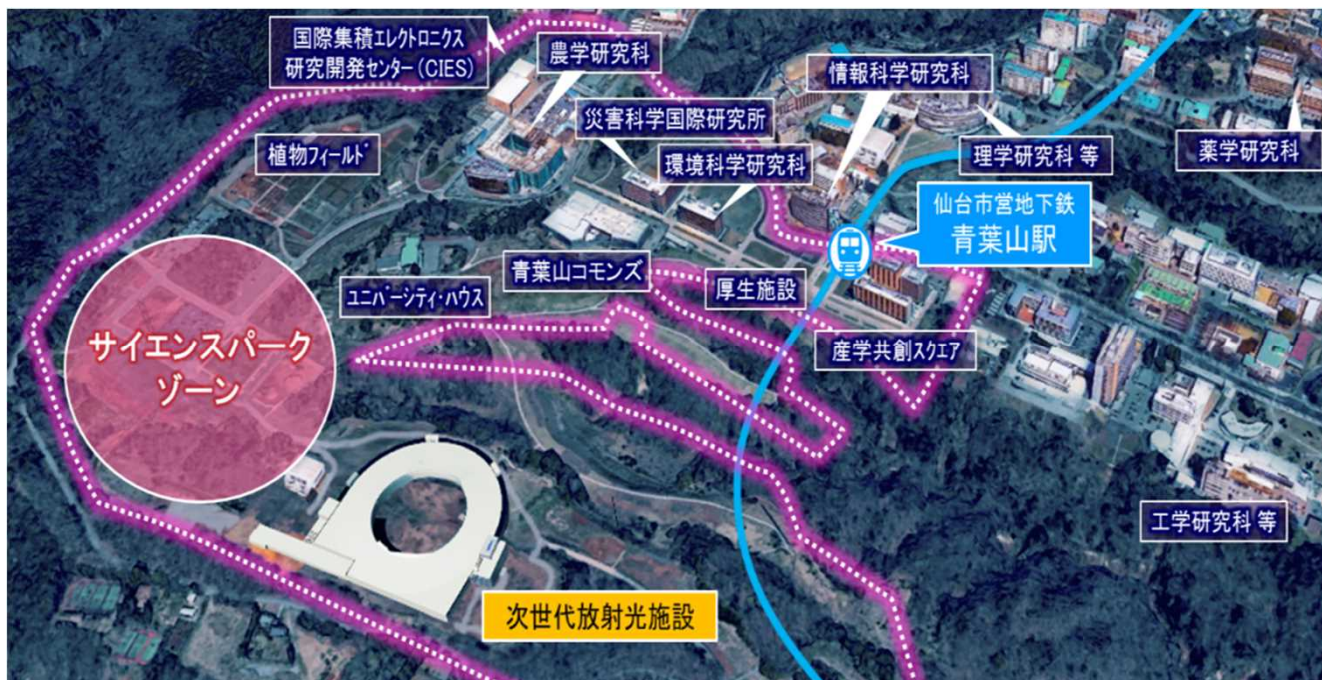 国際集積エレクトロニクス
研究開発センター（CIES）
農学研究科
情報科学研究科
災害科学国際研究所
植物フィールド
環境科学研究科
理学研究科 等
薬学研究科
仙台市営地下鉄
青葉山駅
青葉山コモンズ
ユニバーシティ・ハウス
厚生施設
サイエンスパーク
ゾーン
産学共創スクエア
工学研究科 等
次世代放射光施設